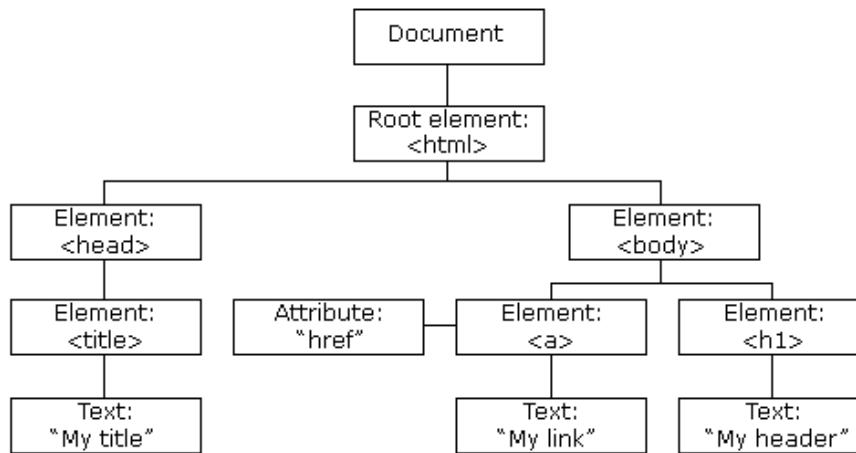 Document
Root element:
<html>
Element:
<head>
Element:
<body>
Element:
<title>
Attribute:
“href”
Element:
<a>
Element:
<h1>
Text:
“My title”
Text:
“My link”
Text:
“My header”